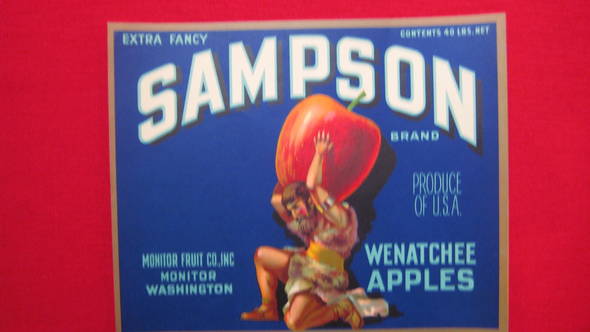 EXTRA FANCY
CONTENTS 40 LBS. NET
SAMPSON
BRAND
PRODUCE
OF U.S.A.
MONITOR FRUIT CO., INC
MONITOR
WASHINGTON
WENATCHEE
APPLES